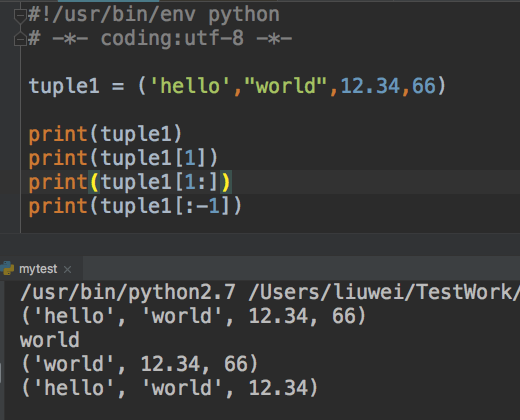 #!/usr/bin/env python
# -*- coding:utf-8 -*-
tuple1 = ('hello',"world",12.34,66)
print(tuple1)
print(tuple1[1])
print(tuple1[1:])
print(tuple1[:-1])
mytest ×
/usr/bin/python2.7 /Users/liuwei/TestWork/
('hello', 'world', 12.34, 66)
world
('world', 12.34, 66)
('hello', 'world', 12.34)